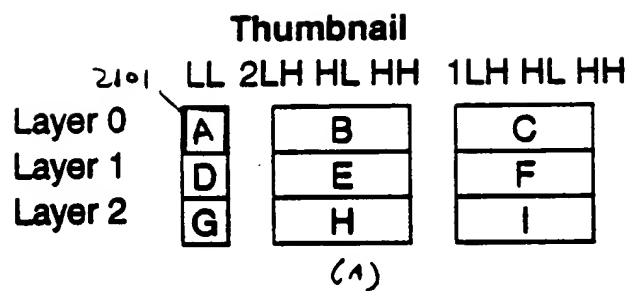 Thumbnail
2101 LL 2LH HL HH 1LH HL HH
Layer 0 A B C
Layer 1 D E F
Layer 2 G H I
(A)